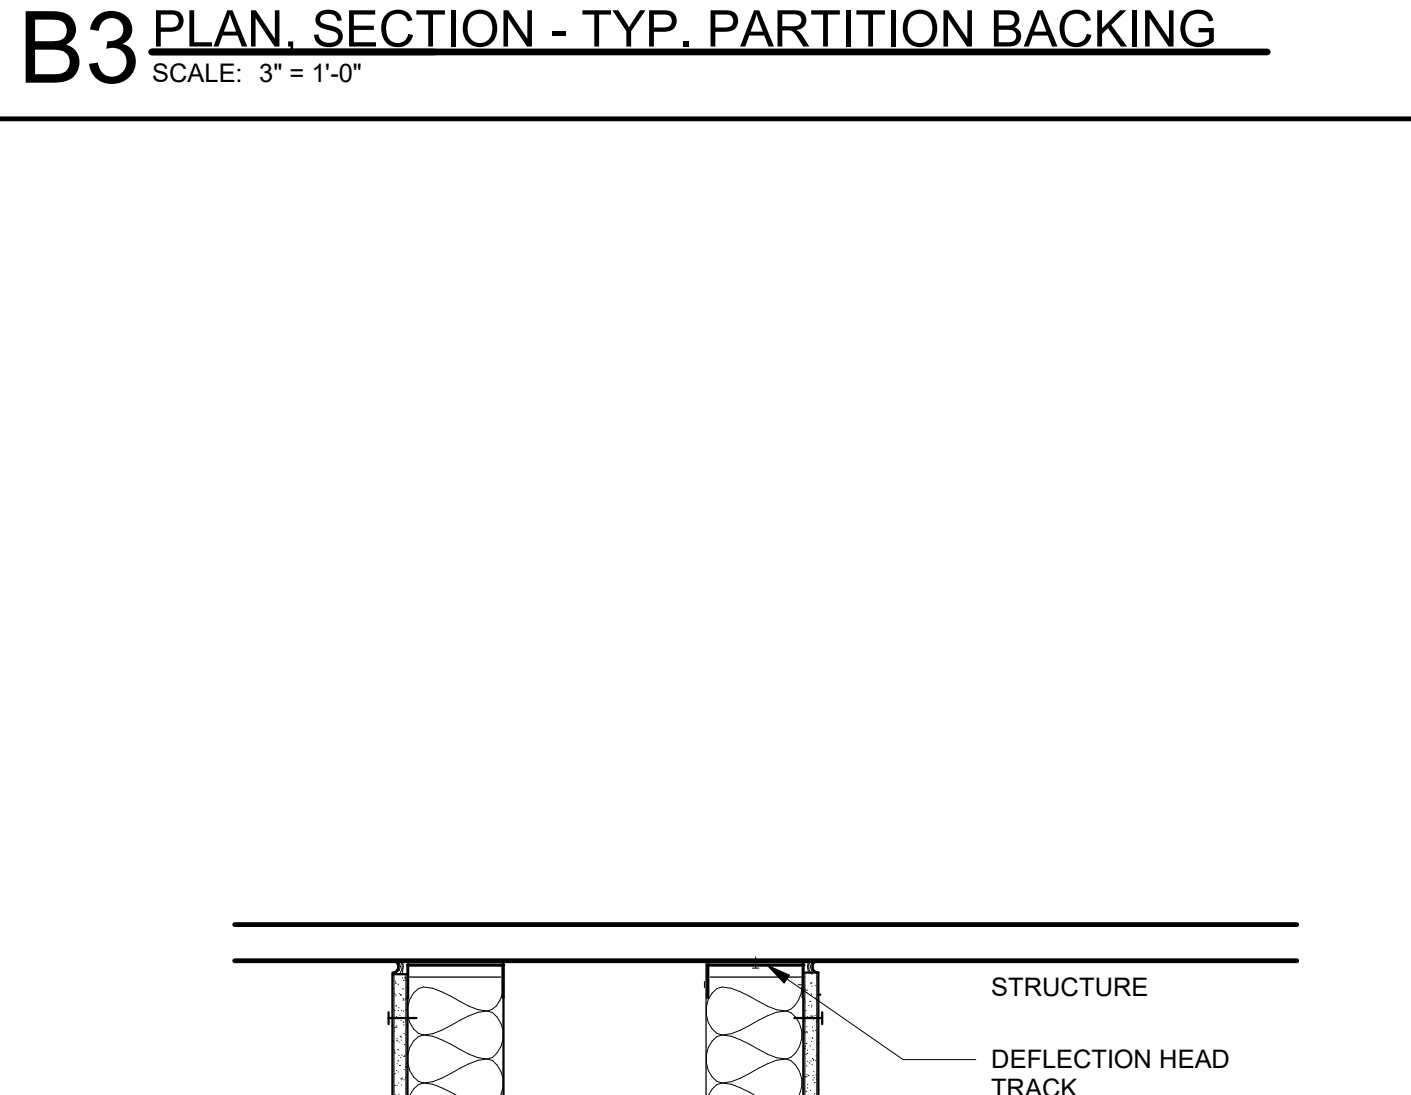 B3 PLAN, SECTION - TYP. PARTITION BACKING
SCALE: 3" = 1'-0"
STRUCTURE
DEFLECTION HEAD
TRACK